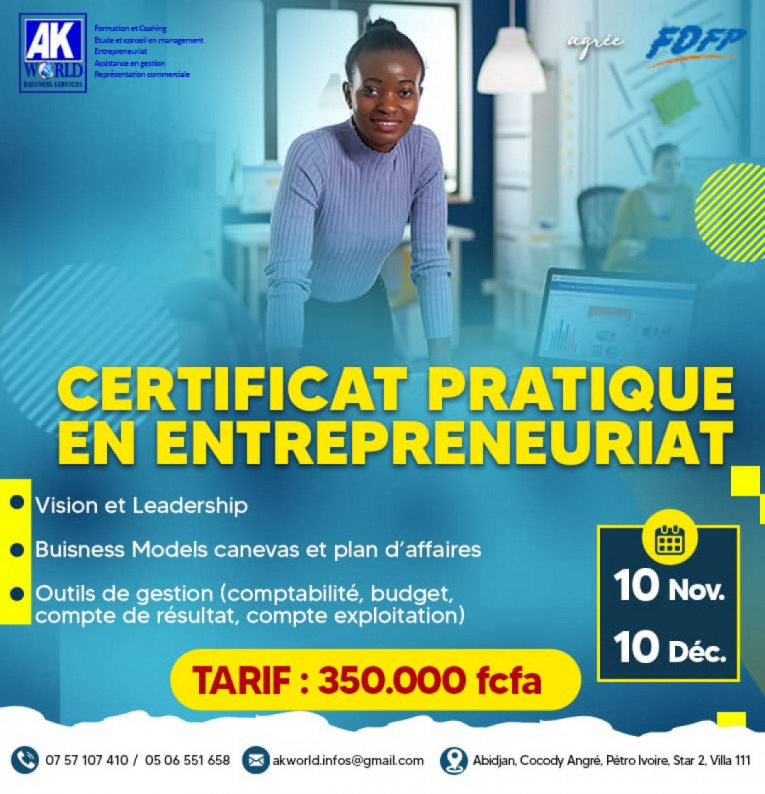 AK
WORLD
BUSINESS SERVICES
Formation et Coahing
Etude et conseil en management
Entrepreneuriat
Assistance en gestion
Représentation commerciale
agrée FDFP
CERTIFICAT PRATIQUE
EN ENTREPRENEURIAT
Vision et Leadership
Buisness Models canevas et plan d'affaires
Outils de gestion (comptabilité, budget,
compte de résultat, compte exploitation)
10 Nov.
10 Déc.
TARIF : 350.000 fcfa
07 57 107 410 / 05 06 551 658 akworld.infos@gmail.com Abidjan, Cocody Angré, Pétro Ivoire, Star 2, Villa 111